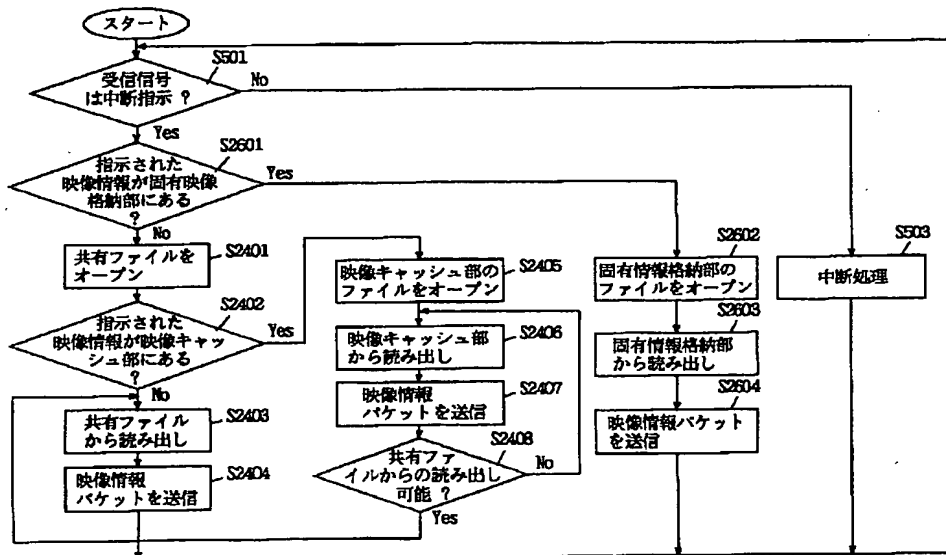 スタート
S501
受信信号
は中断指示 ?
No
Yes
S2601
指示された
映像情報が固有映像
格納部にある
?
Yes
No
S2401
共有ファイルを
オープン
S2402
指示された
映像情報が映像キャッ
シュ部にある
?
Yes
No
S2403
共有ファイル
から読み出し
S2404
映像情報
パケットを送信
S2405
映像キャッシュ部の
ファイルをオープン
S2406
映像キャッシュ部
から読み出し
S2407
映像情報
パケットを送信
S2408
共有ファ
イルからの読み出し
可能 ?
No
Yes
S2602
固有情報格納部の
ファイルをオープン
S2603
固有情報格納部
から読み出し
S2604
映像情報パケット
を送信
S503
中断処理